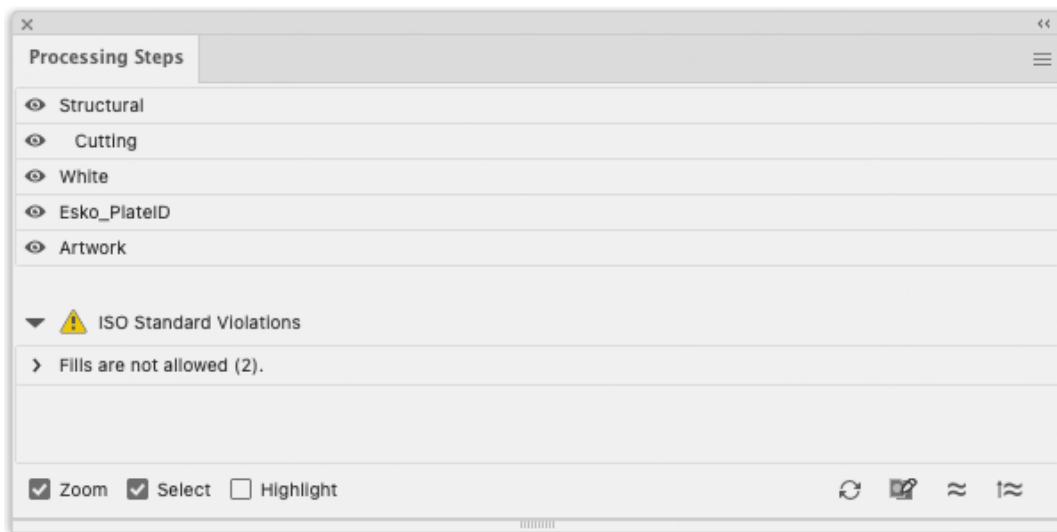 Processing Steps
Structural
Cutting
White
Esko_PlateID
Artwork
ISO Standard Violations
Fills are not allowed (2).
Zoom Select Highlight